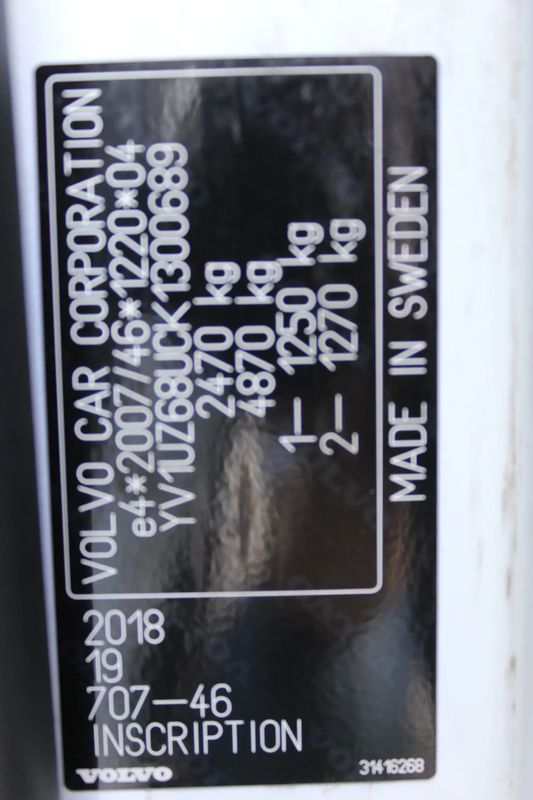 VOLVO CAR CORPORATION
e4*2007/46*1220*04
YV1UZ68UCK1300689
2470 kg
4870 kg
1– 1250 kg
2– 1270 kg
MADE IN SWEDEN
2018
19
707–46
INSCRIPTION
VOLVO
31416268